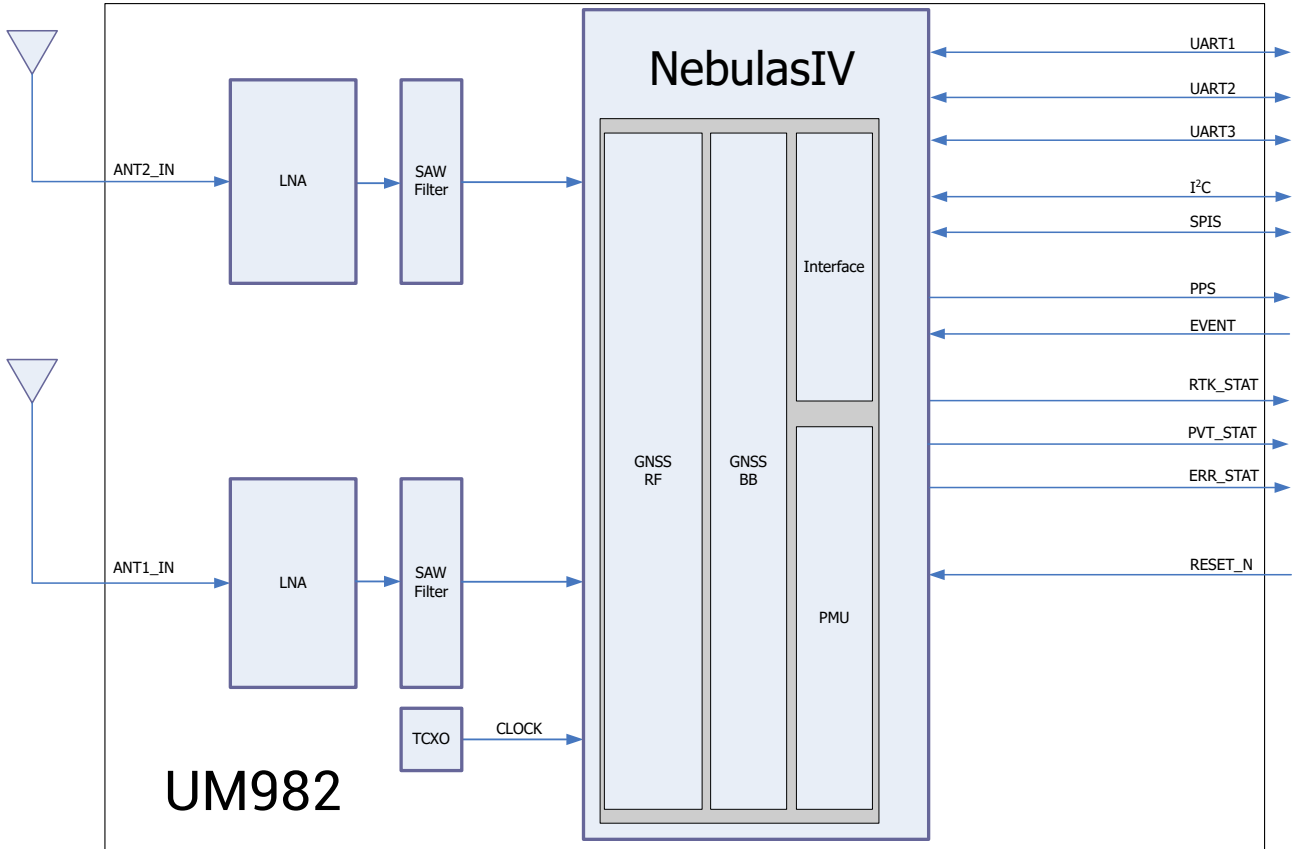 NebulasIV
UART1
UART2
UART3
I²C
SPIS
PPS
EVENT
RTK_STAT
PVT_STAT
ERR_STAT
RESET_N
ANT2_IN
LNA
SAW
Filter
Interface
GNSS
RF
GNSS
BB
PMU
ANT1_IN
LNA
SAW
Filter
TCXO
CLOCK
UM982